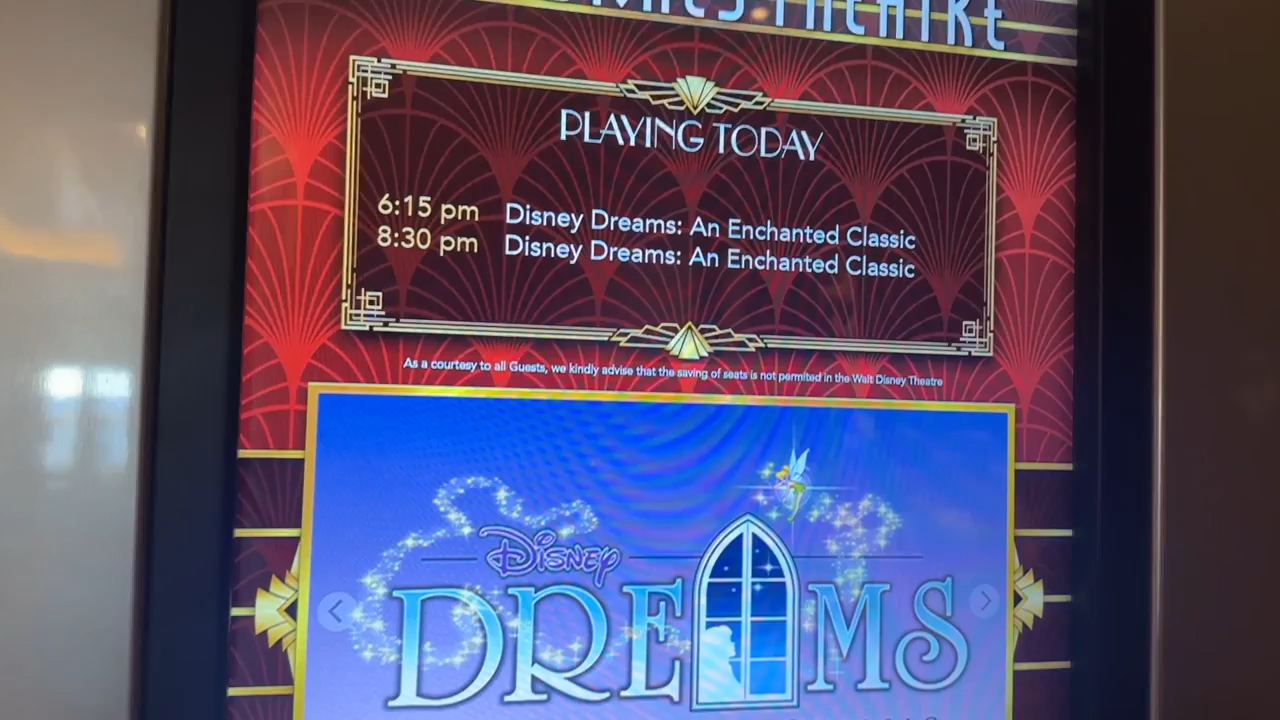 THEATRE
PLAYING TODAY
6:15 pm Disney Dreams: An Enchanted Classic
8:30 pm Disney Dreams: An Enchanted Classic
As a courtesy to all Guests, we kindly advise that the saving of seats is not permited in the Walt Disney Theatre
DISNEY
DREAMS